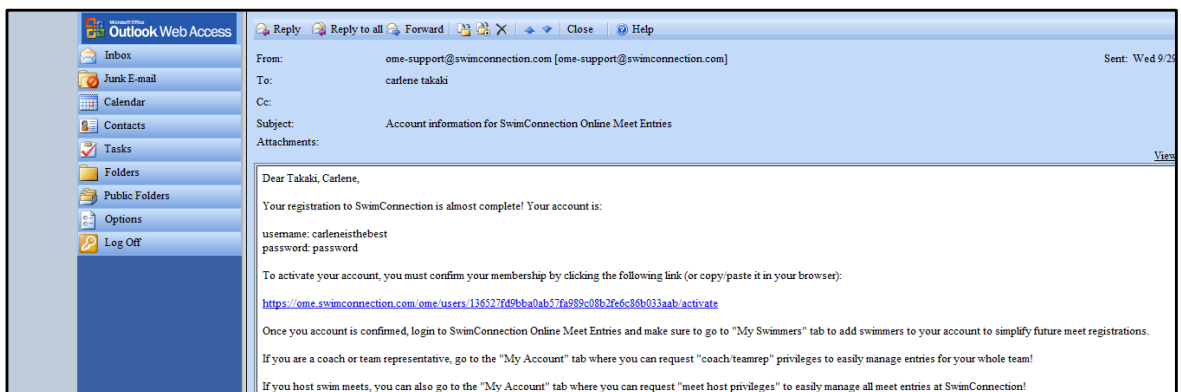 Microsoft Office
Outlook Web Access
Inbox
Junk E-mail
Calendar
Contacts
Tasks
Folders
Public Folders
Options
Log Off
Reply Reply to all Forward Close Help
From: ome-support@swimconnection.com [ome-support@swimconnection.com] Sent: Wed 9/29
To: carlene takaki
Cc:
Subject: Account information for SwimConnection Online Meet Entries
Attachments:
View
Dear Takaki, Carlene,
Your registration to SwimConnection is almost complete! Your account is:
username: carleneisthebest
password: password
To activate your account, you must confirm your membership by clicking the following link (or copy/paste it in your browser):
https://ome.swimconnection.com/ome/users/136527fd9bba0ab57fa989c08b2fe6c86b033aab/activate
Once you account is confirmed, login to SwimConnection Online Meet Entries and make sure to go to "My Swimmers" tab to add swimmers to your account to simplify future meet registrations.
If you are a coach or team representative, go to the "My Account" tab where you can request "coach/teamrep" privileges to easily manage entries for your whole team!
If you host swim meets, you can also go to the "My Account" tab where you can request "meet host privileges" to easily manage all meet entries at SwimConnection!